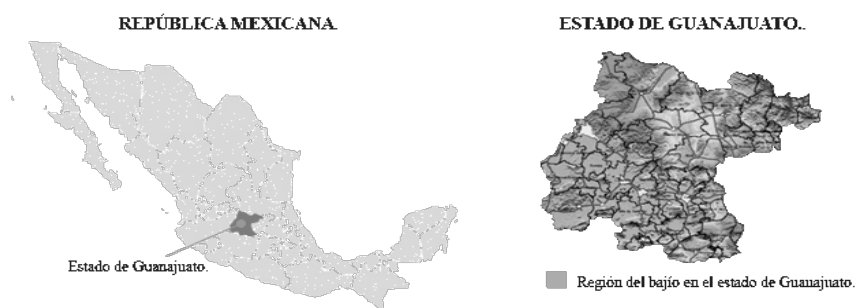 REPÚBLICA MEXICANA.
ESTADO DE GUANAJUATO..
Estado de Guanajuato.
Región del bajío en el estado de Guanajuato.